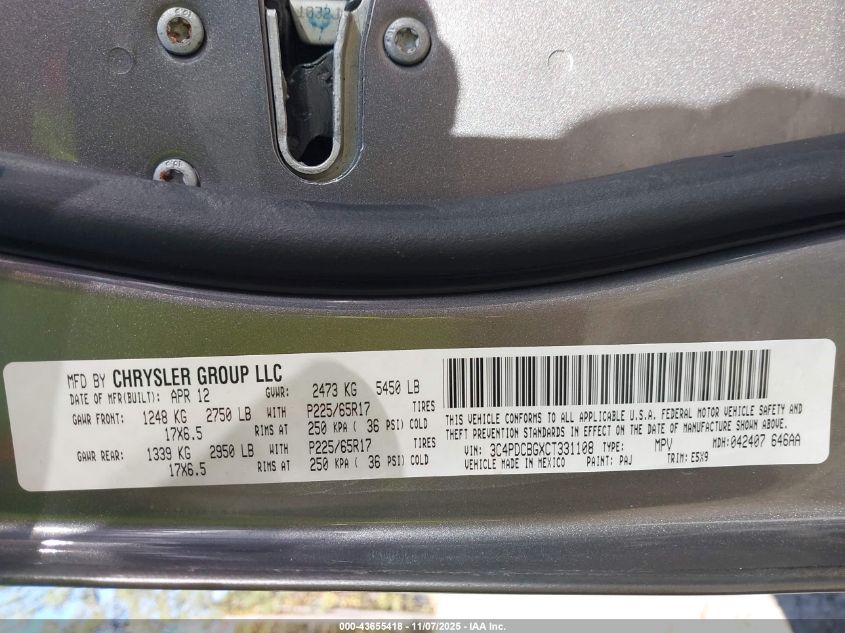 10321
MFD BY CHRYSLER GROUP LLC
DATE OF MFR(BUILT): APR 12 GVWR: 2473 KG 5450 LB
GAWR FRONT: 1248 KG 2750 LB WITH P225/65R17 TIRES
17X6.5 RIMS AT 250 KPA ( 36 PSI) COLD
GAWR REAR: 1339 KG 2950 LB WITH P225/65R17 TIRES
17X6.5 RIMS AT 250 KPA ( 36 PSI) COLD
THIS VEHICLE CONFORMS TO ALL APPLICABLE U.S.A. FEDERAL MOTOR VEHICLE SAFETY AND
THEFT PREVENTION STANDARDS IN EFFECT ON THE DATE OF MANUFACTURE SHOWN ABOVE.
VIN: 3C4PDCBGXCT331108 TYPE: MPV MDH: 042407 646AA
VEHICLE MADE IN MEXICO PAINT: PAJ TRIM: E5X9
000-43655418 - 11/07/2025 - IAA Inc.